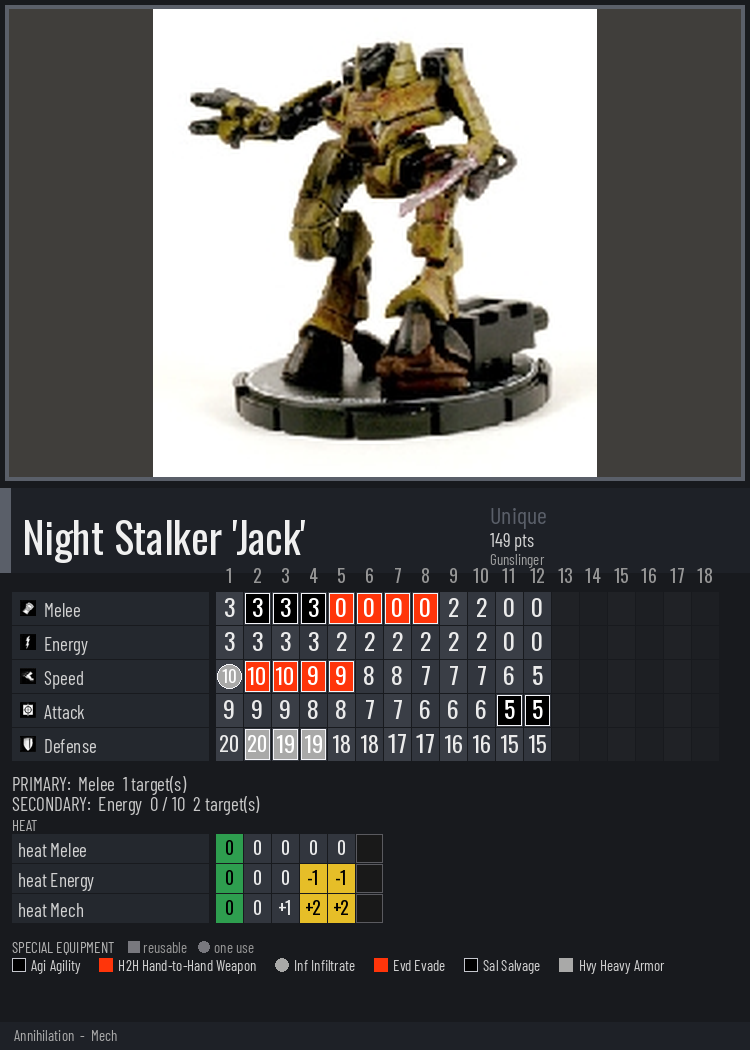 Night Stalker 'Jack'
Unique
149 pts
Gunslinger
1 2 3 4 5 6 7 8 9 10 11 12 13 14 15 16 17 18
Melee 3 3 3 3 0 0 0 0 2 2 0 0
Energy 3 3 3 3 2 2 2 2 2 2 0 0
Speed 10 10 10 9 9 8 8 7 7 7 6 5
Attack 9 9 9 8 8 7 7 6 6 6 5 5
Defense 20 20 19 19 18 18 17 17 16 16 15 15
PRIMARY: Melee 1 target(s)
SECONDARY: Energy 0 / 10 2 target(s)
HEAT
heat Melee 0 0 0 0 0
heat Energy 0 0 0 -1 -1
heat Mech 0 0 +1 +2 +2
SPECIAL EQUIPMENT reusable one use
Agi Agility H2H Hand-to-Hand Weapon Inf Infiltrate Evd Evade Sal Salvage Hvy Heavy Armor
Annihilation - Mech